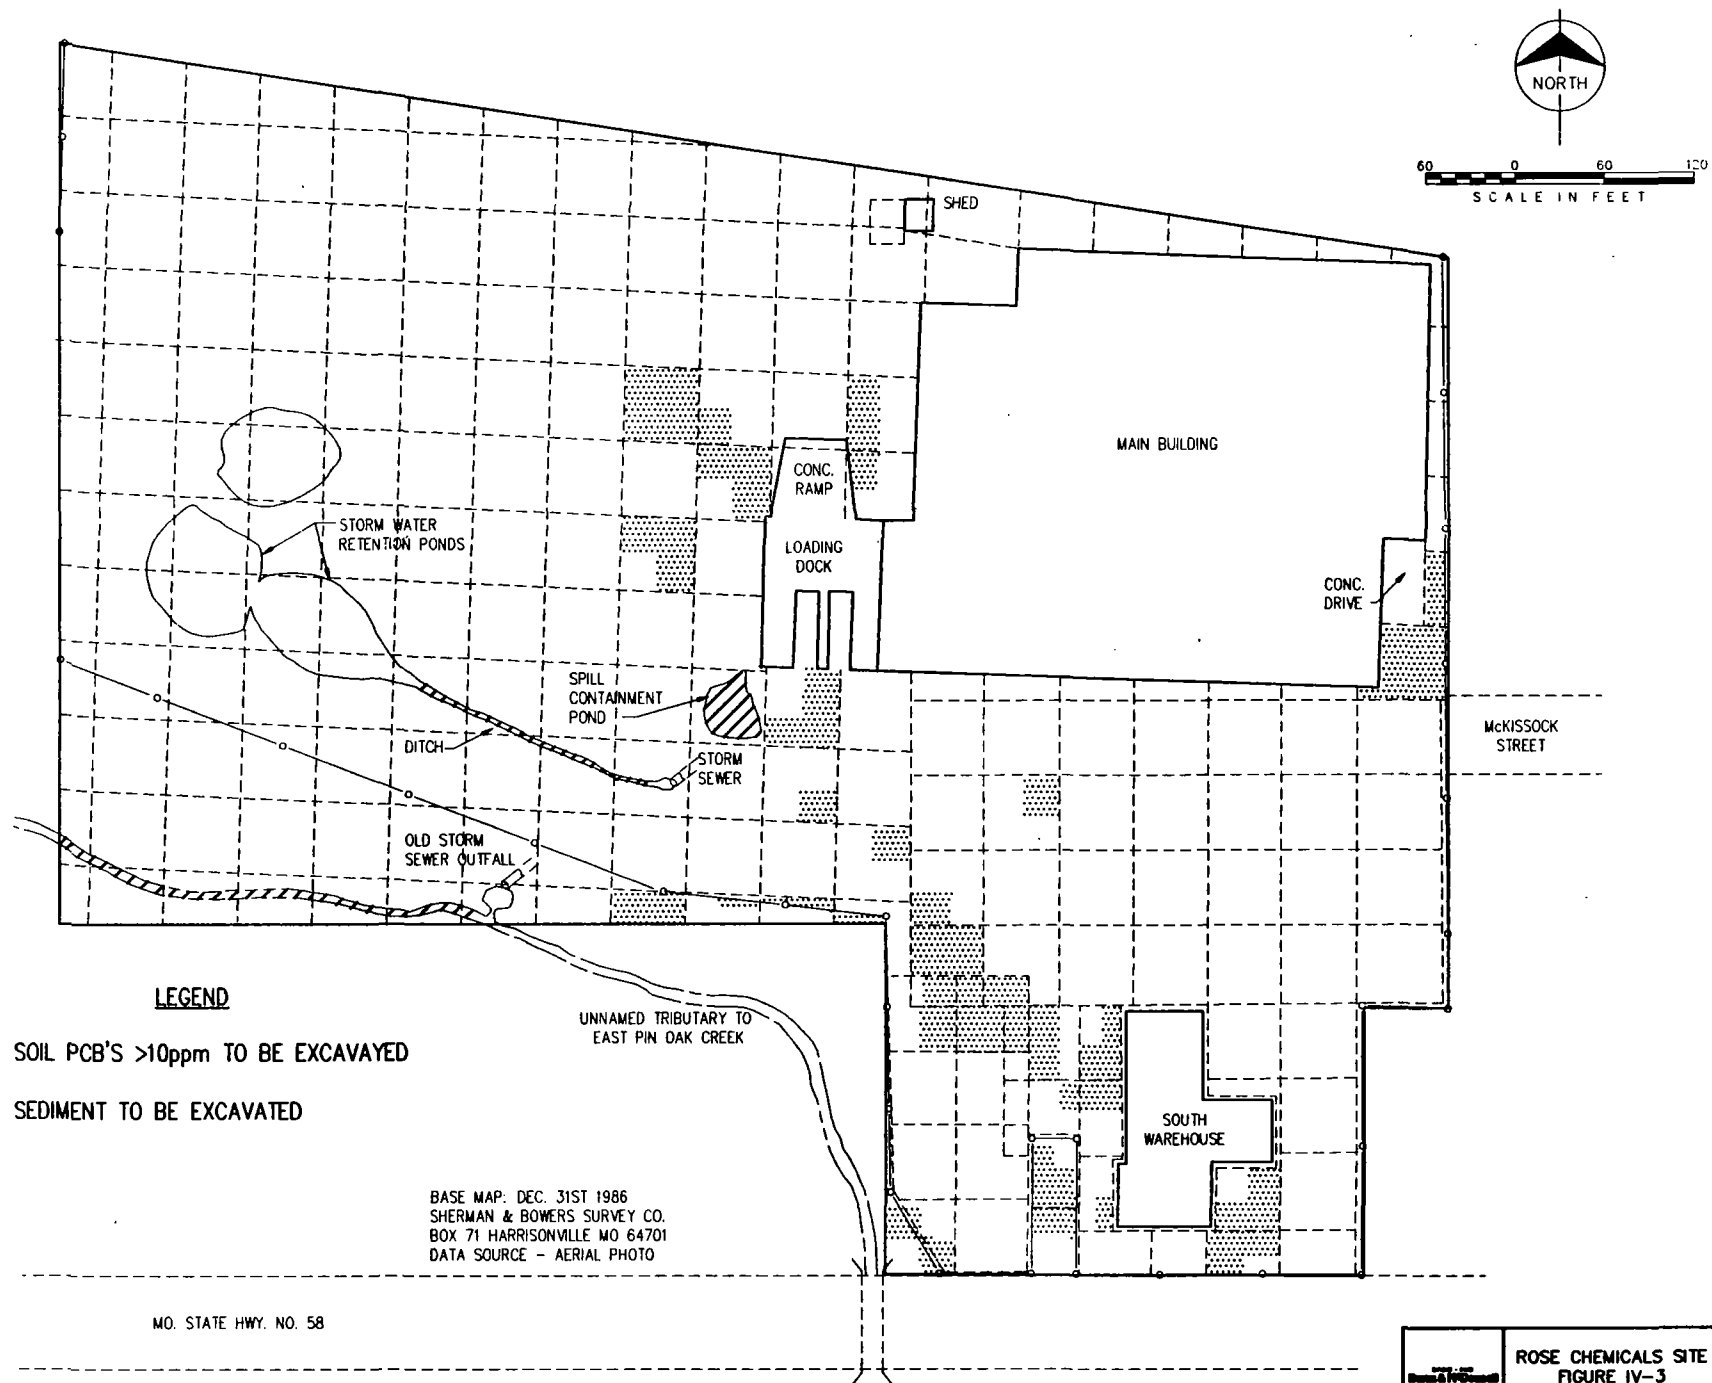 NORTH
60 0 60 120
SCALE IN FEET
SHED
MAIN BUILDING
CONC.
RAMP
STORM WATER
RETENTION PONDS
LOADING
DOCK
CONC.
DRIVE
SPILL
CONTAINMENT
POND
McKISSOCK
STREET
DITCH
STORM
SEWER
OLD STORM
SEWER OUTFALL
LEGEND
SOIL PCB'S >10ppm TO BE EXCAVAYED
SEDIMENT TO BE EXCAVATED
UNNAMED TRIBUTARY TO
EAST PIN OAK CREEK
SOUTH
WAREHOUSE
BASE MAP: DEC. 31ST 1986
SHERMAN & BOWERS SURVEY CO.
BOX 71 HARRISONVILLE MO 64701
DATA SOURCE - AERIAL PHOTO
MO. STATE HWY. NO. 58
ROSE CHEMICALS SITE
FIGURE IV-3